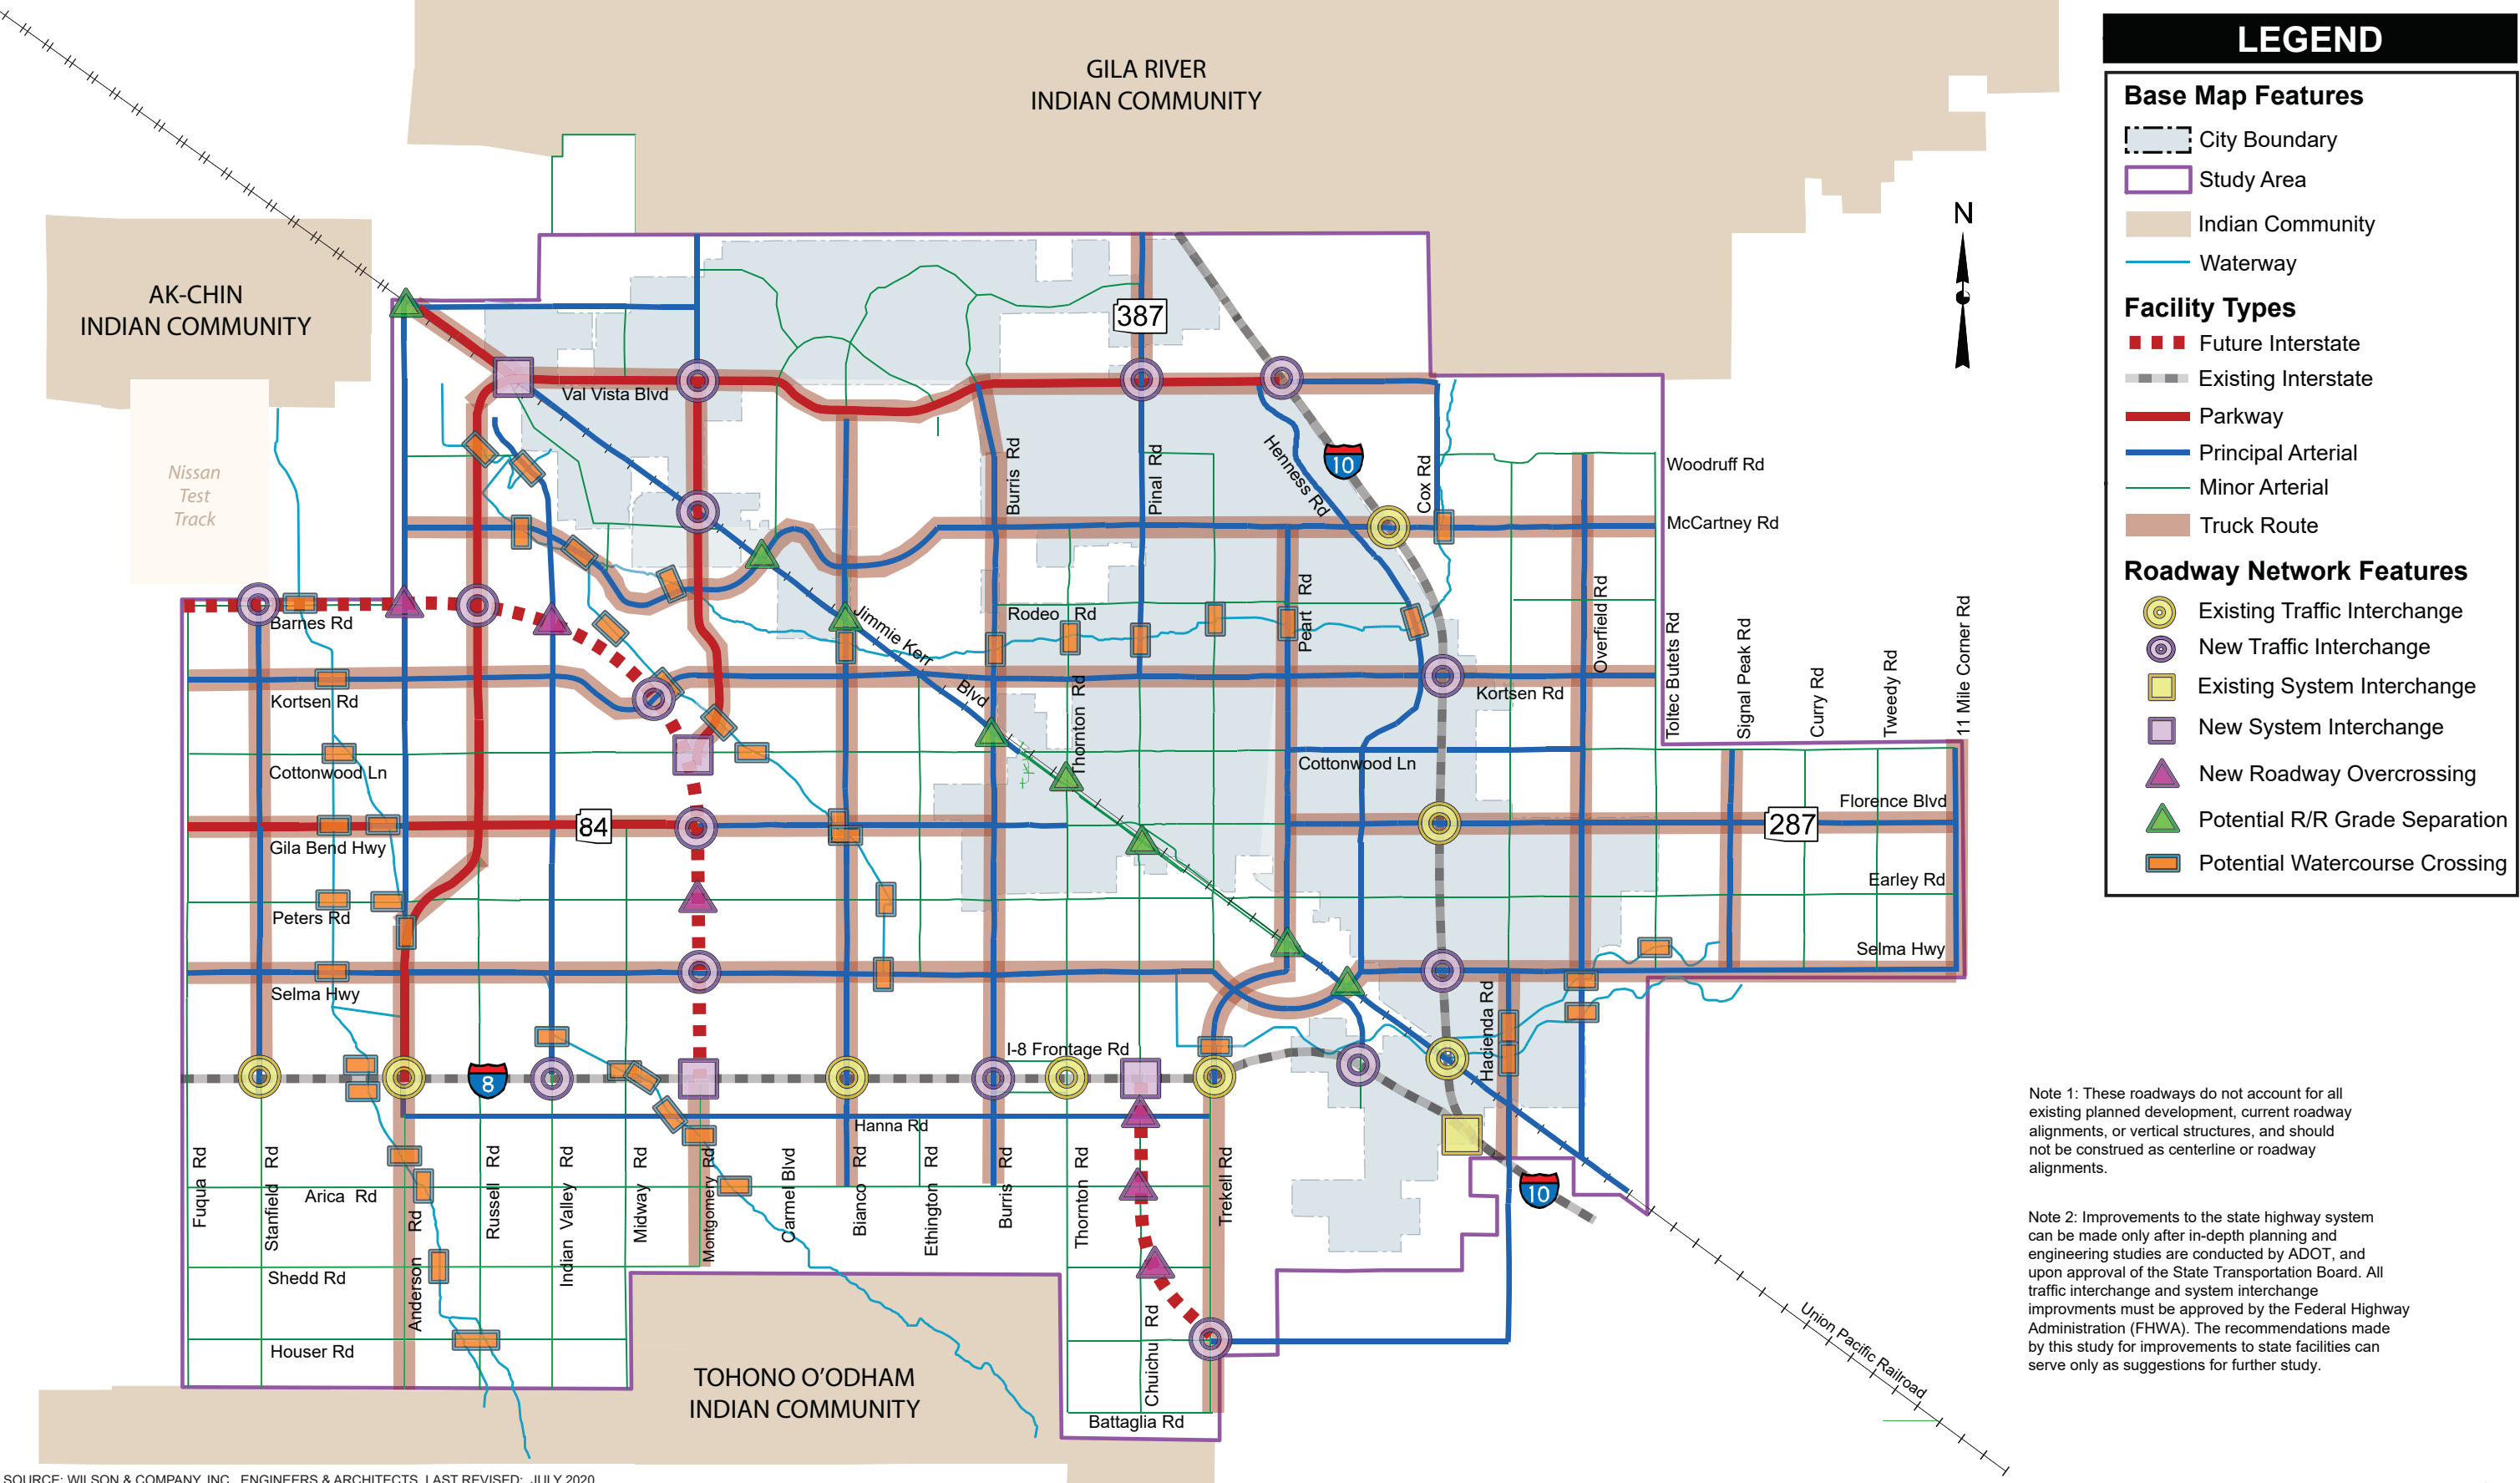 GILA RIVER
INDIAN COMMUNITY
AK-CHIN
INDIAN COMMUNITY
Nissan
Test
Track
TOHONO O’ODHAM
INDIAN COMMUNITY
N
387
10
84
287
8
10
Val Vista Blvd
Burris Rd
Pinal Rd
Henness Rd
Cox Rd
Woodruff Rd
McCartney Rd
Barnes Rd
Jimmie Kerr Blvd
Rodeo Rd
Peart Rd
Overfield Rd
Toltec Butets Rd
Signal Peak Rd
Curry Rd
Tweedy Rd
11 Mile Corner Rd
Kortsen Rd
Kortsen Rd
Thornton Rd
Cottonwood Ln
Cottonwood Ln
Florence Blvd
Gila Bend Hwy
Earley Rd
Peters Rd
Selma Hwy
Selma Hwy
Hacienda Rd
I-8 Frontage Rd
Hanna Rd
Fuqua Rd
Stanfield Rd
Arica Rd
Anderson Rd
Russell Rd
Indian Valley Rd
Midway Rd
Montgomery Rd
Carmel Blvd
Bianco Rd
Ethington Rd
Burris Rd
Thornton Rd
Chuichu Rd
Trekell Rd
Shedd Rd
Houser Rd
Battaglia Rd
Union Pacific Railroad
LEGEND
Base Map Features
City Boundary
Study Area
Indian Community
Waterway
Facility Types
Future Interstate
Existing Interstate
Parkway
Principal Arterial
Minor Arterial
Truck Route
Roadway Network Features
Existing Traffic Interchange
New Traffic Interchange
Existing System Interchange
New System Interchange
New Roadway Overcrossing
Potential R/R Grade Separation
Potential Watercourse Crossing
Note 1: These roadways do not account for all
existing planned development, current roadway
alignments, or vertical structures, and should
not be construed as centerline or roadway
alignments.
Note 2: Improvements to the state highway system
can be made only after in-depth planning and
engineering studies are conducted by ADOT, and
upon approval of the State Transportation Board. All
traffic interchange and system interchange
improvments must be approved by the Federal Highway
Administration (FHWA). The recommendations made
by this study for improvements to state facilities can
serve only as suggestions for further study.
SOURCE: WILSON & COMPANY, INC., ENGINEERS & ARCHITECTS, LAST REVISED: JULY 2020